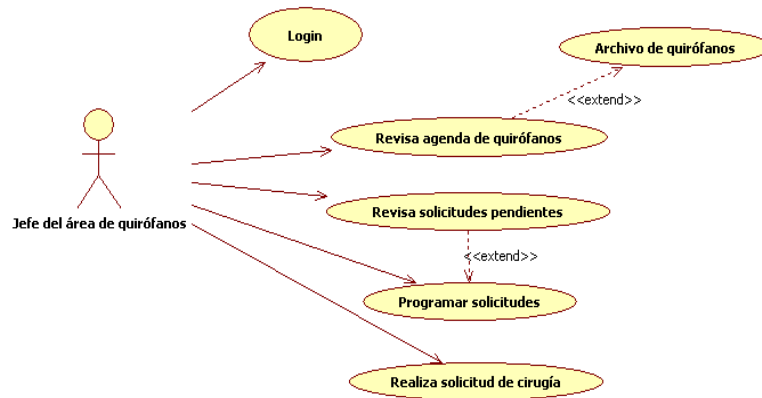 Login
Archivo de quirófanos
<<extend>>
Revisa agenda de quirófanos
Jefe del área de quirófanos
Revisa solicitudes pendientes
<<extend>>
Programar solicitudes
Realiza solicitud de cirugía